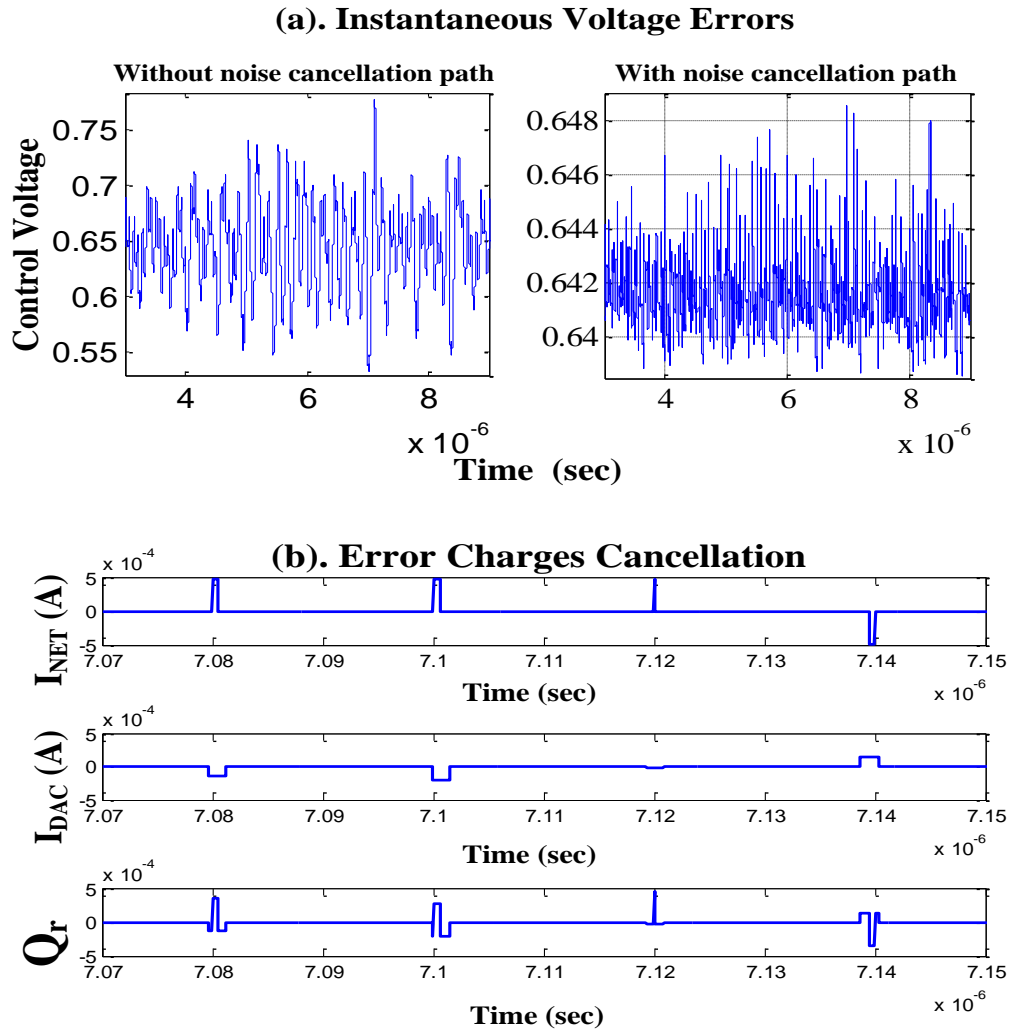 (a). Instantaneous Voltage Errors
Without noise cancellation path
With noise cancellation path
Control Voltage
0.75
0.7
0.65
0.6
0.55
4 6 8
x 10-6
0.648
0.646
0.644
0.642
0.64
4 6 8
x 10-6
Time (sec)
(b). Error Charges Cancellation
x 10-4
INET (A)
5
0
-5
7.07 7.08 7.09 7.1 7.11 7.12 7.13 7.14 7.15
Time (sec)
x 10-6
x 10-4
IDAC (A)
5
0
-5
7.07 7.08 7.09 7.1 7.11 7.12 7.13 7.14 7.15
Time (sec)
x 10-6
x 10-4
Qr
5
0
-5
7.07 7.08 7.09 7.1 7.11 7.12 7.13 7.14 7.15
Time (sec)
x 10-6